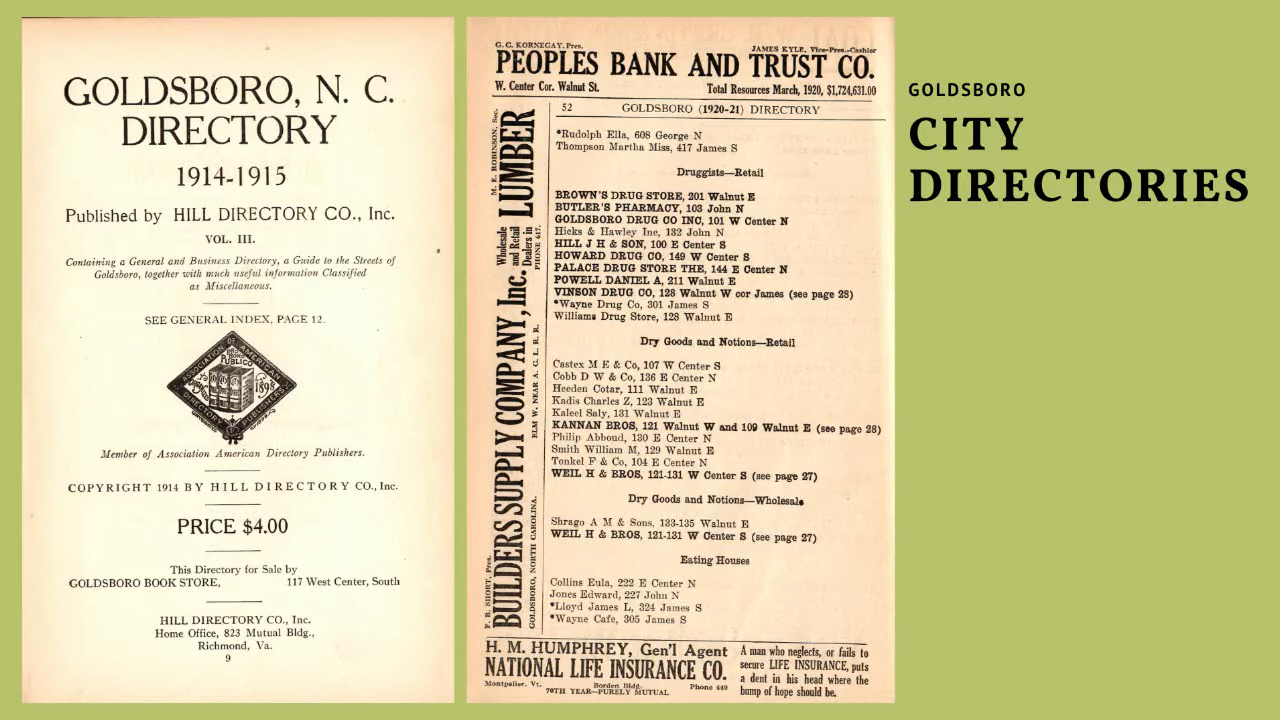 GOLDSBORO, N. C.
DIRECTORY
1914-1915
Published by HILL DIRECTORY CO., Inc.
VOL. III.
Containing a General and Business Directory, a Guide to the Streets of
Goldsboro, together with much useful information Classified
as Miscellaneous.
SEE GENERAL INDEX, PAGE 12.
ASSOCIATION OF AMERICAN
PUBLICO
1898
DIRECTORY PUBLISHERS
Member of Association American Directory Publishers.
COPYRIGHT 1914 BY HILL DIRECTORY CO., Inc.
PRICE $4.00
This Directory for Sale by
GOLDSBORO BOOK STORE, 117 West Center, South
HILL DIRECTORY CO., Inc.
Home Office, 823 Mutual Bldg.,
Richmond, Va.
9
G. C. KORNEGAY, Pres. JAMES KYLE, Vice-Pres.-Cashier
PEOPLES BANK AND TRUST CO.
W. Center Cor. Walnut St. Total Resources March, 1920, $1,724,631.00
52 GOLDSBORO (1920-21) DIRECTORY
*Rudolph Ella, 608 George N
Thompson Martha Miss, 417 James S
Druggists—Retail
BROWN'S DRUG STORE, 201 Walnut E
BUTLER'S PHARMACY, 103 John N
GOLDSBORO DRUG CO INC, 101 W Center N
Hicks & Hawley Inc, 132 John N
HILL J H & SON, 100 E Center S
HOWARD DRUG CO, 149 W Center S
PALACE DRUG STORE THE, 144 E Center N
POWELL DANIEL A, 211 Walnut E
VINSON DRUG CO, 128 Walnut W cor James (see page 28)
*Wayne Drug Co, 301 James S
Williams Drug Store, 128 Walnut E
Dry Goods and Notions—Retail
Castex M E & Co, 107 W Center S
Cobb D W & Co, 136 E Center N
Heeden Cotar, 111 Walnut E
Kadis Charles Z, 123 Walnut E
Kaleel Saly, 131 Walnut E
KANNAN BROS, 121 Walnut W and 109 Walnut E (see page 28)
Philip Abboud, 130 E Center N
Smith William M, 129 Walnut E
Tonkel F & Co, 104 E Center N
WEIL H & BROS, 121-131 W Center S (see page 27)
Dry Goods and Notions—Wholesale
Shrago A M & Sons, 133-135 Walnut E
WEIL H & BROS, 121-131 W Center S (see page 27)
Eating Houses
Collins Eula, 222 E Center N
Jones Edward, 227 John N
*Lloyd James L, 324 James S
*Wayne Cafe, 305 James S
F. B. SHORT, Pres. M. E. ROBINSON, Sec.
BUILDERS SUPPLY COMPANY, Inc. Wholesale and Retail Dealers in LUMBER
GOLDSBORO, NORTH CAROLINA. ELM W. NEAR A. C. L. R. R. PHONE 617.
H. M. HUMPHREY, Gen'l Agent
NATIONAL LIFE INSURANCE CO.
Montpelier, Vt. Borden Bldg. Phone 440
70TH YEAR—PURELY MUTUAL
A man who neglects, or fails to
secure LIFE INSURANCE, puts
a dent in his head where the
bump of hope should be.
GOLDSBORO
CITY
DIRECTORIES